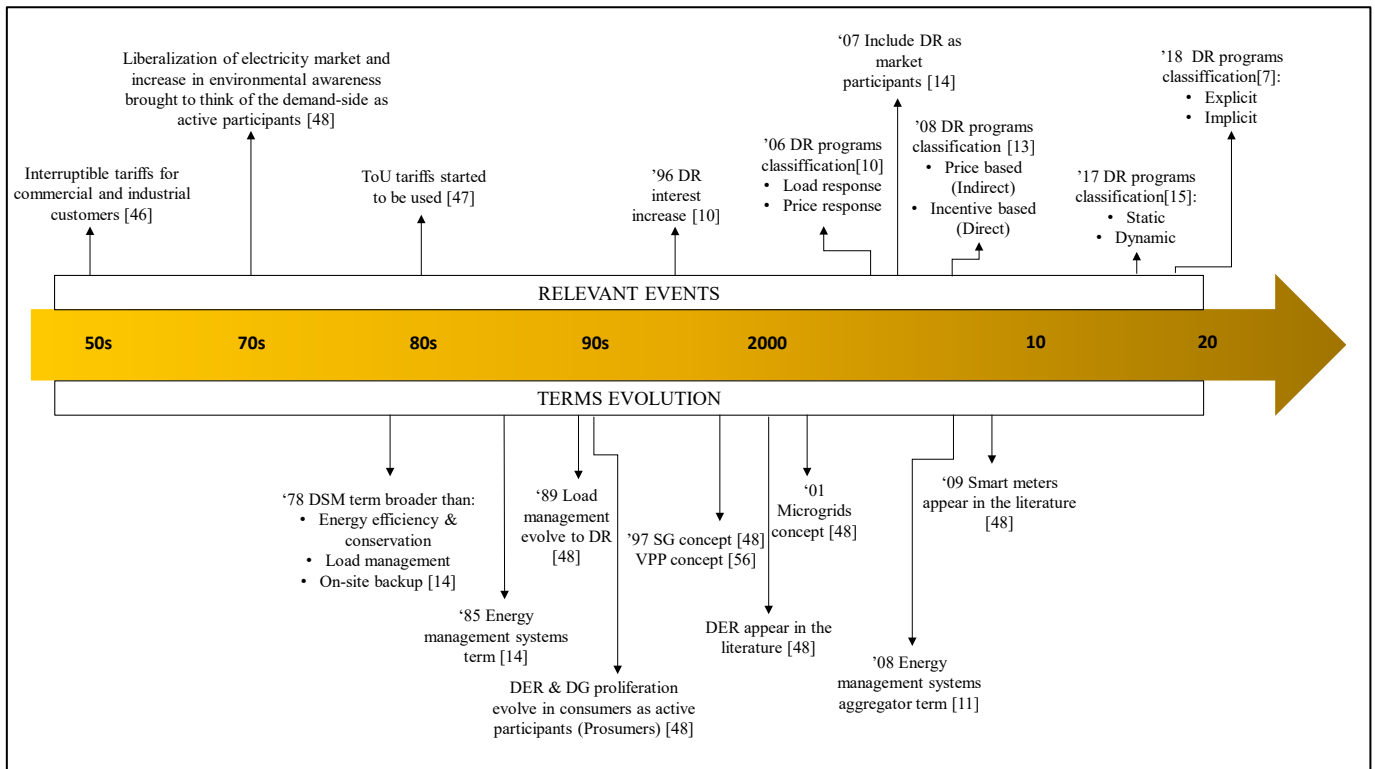 Liberalization of electricity market and
increase in environmental awareness
brought to think of the demand-side as
active participants [48]
Interruptible tariffs for
commercial and industrial
customers [46]
ToU tariffs started
to be used [47]
’96 DR
interest
increase [10]
’06 DR programs
classiffication[10]
• Load response
• Price response
‘07 Include DR as
market
participants [14]
’08 DR programs
classification [13]
• Price based
(Indirect)
• Incentive based
(Direct)
’17 DR programs
classification[15]:
• Static
• Dynamic
’18 DR programs
classiffication[7]:
• Explicit
• Implicit
RELEVANT EVENTS
50s
70s
80s
90s
2000
10
20
TERMS EVOLUTION
‘78 DSM term broader than:
• Energy efficiency &
conservation
• Load management
• On-site backup [14]
‘85 Energy
management systems
term [14]
‘89 Load
management
evolve to DR
[48]
DER & DG proliferation
evolve in consumers as active
participants (Prosumers) [48]
’97 SG concept [48]
VPP concept [56]
DER appear in the
literature [48]
‘01
Microgrids
concept [48]
’08 Energy
management systems
aggregator term [11]
‘09 Smart meters
appear in the literature
[48]